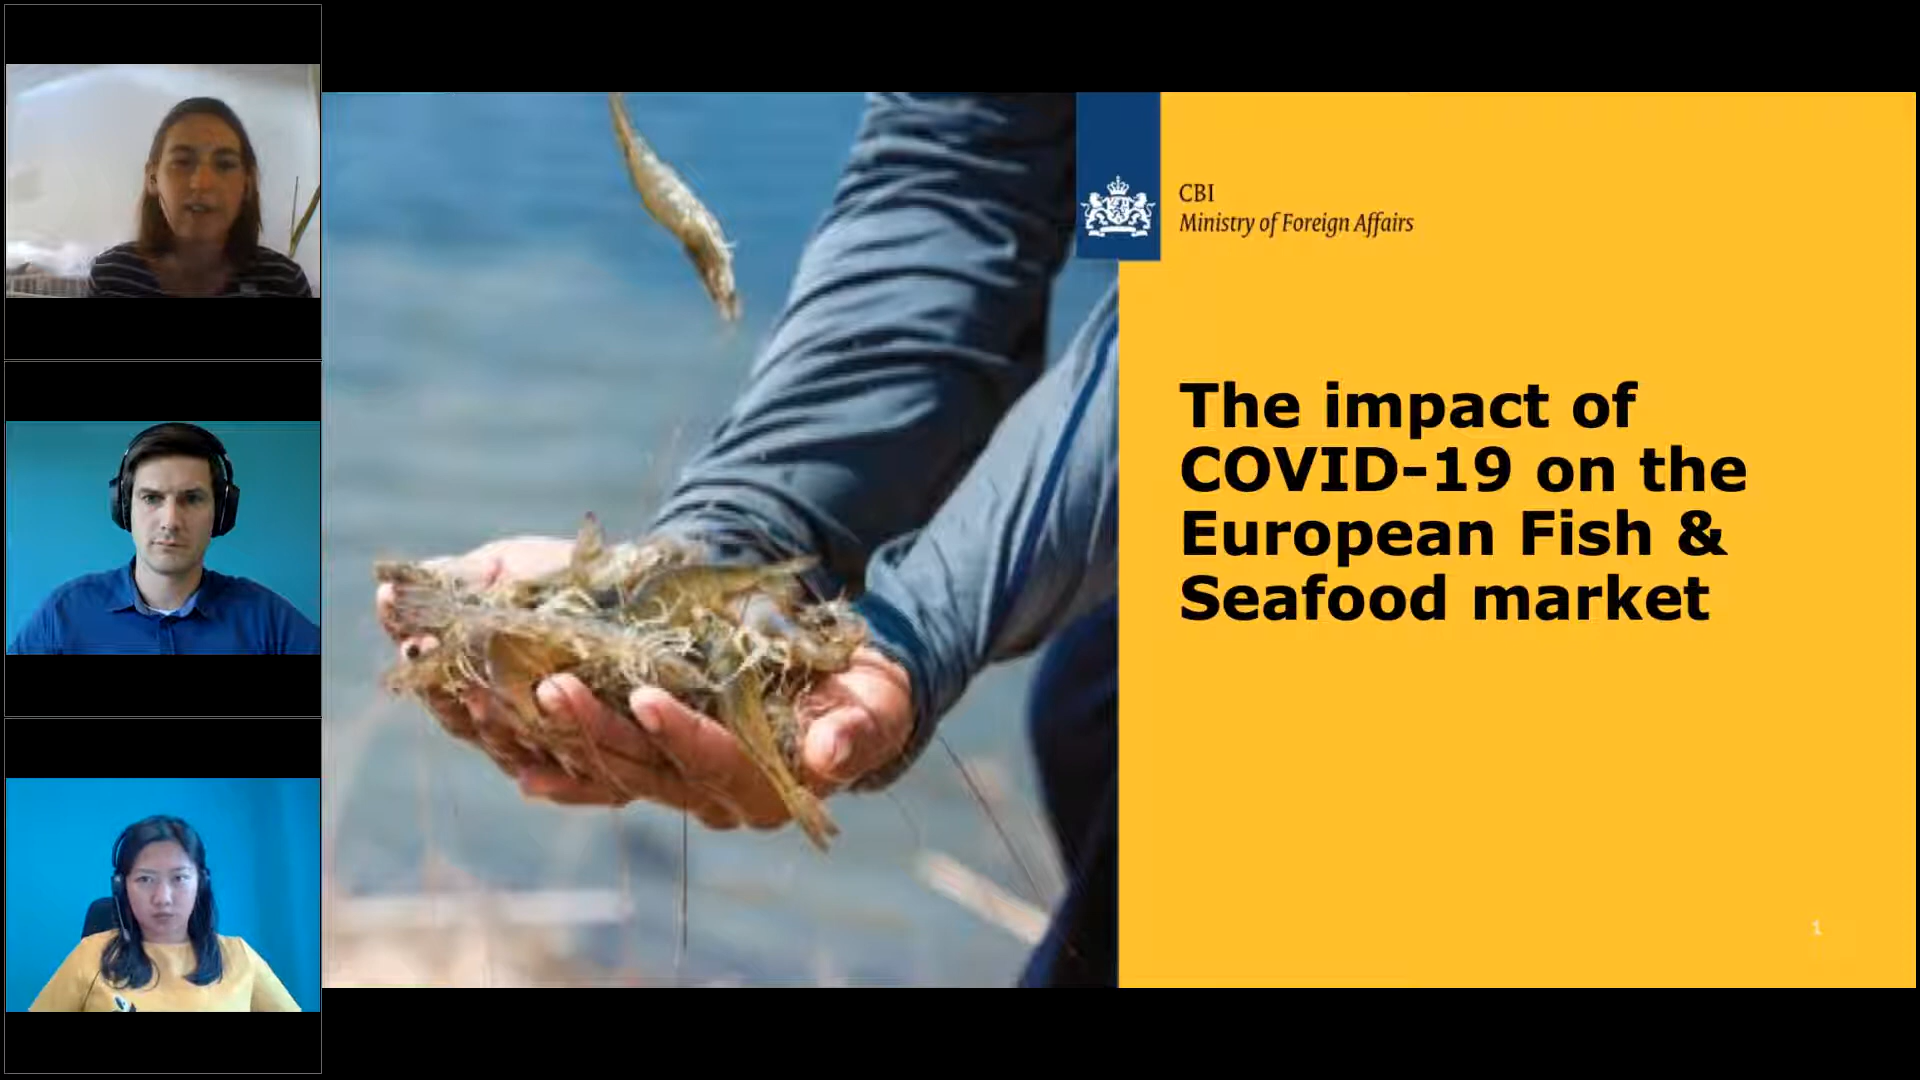 CBI
Ministry of Foreign Affairs
The impact of
COVID-19 on the
European Fish &
Seafood market
1